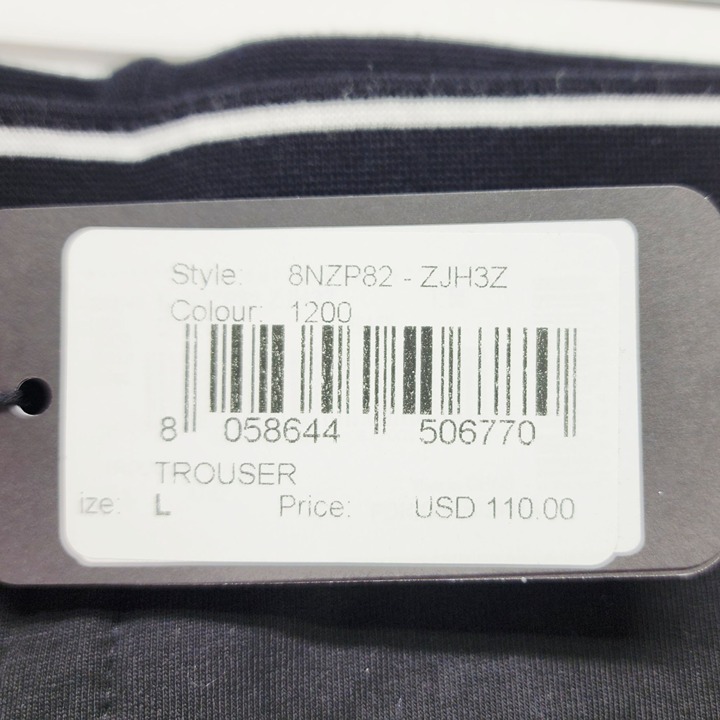 Style: 8NZP82 - ZJH3Z
Colour: 1200
8 058644 506770
TROUSER
ize: L Price: USD 110.00